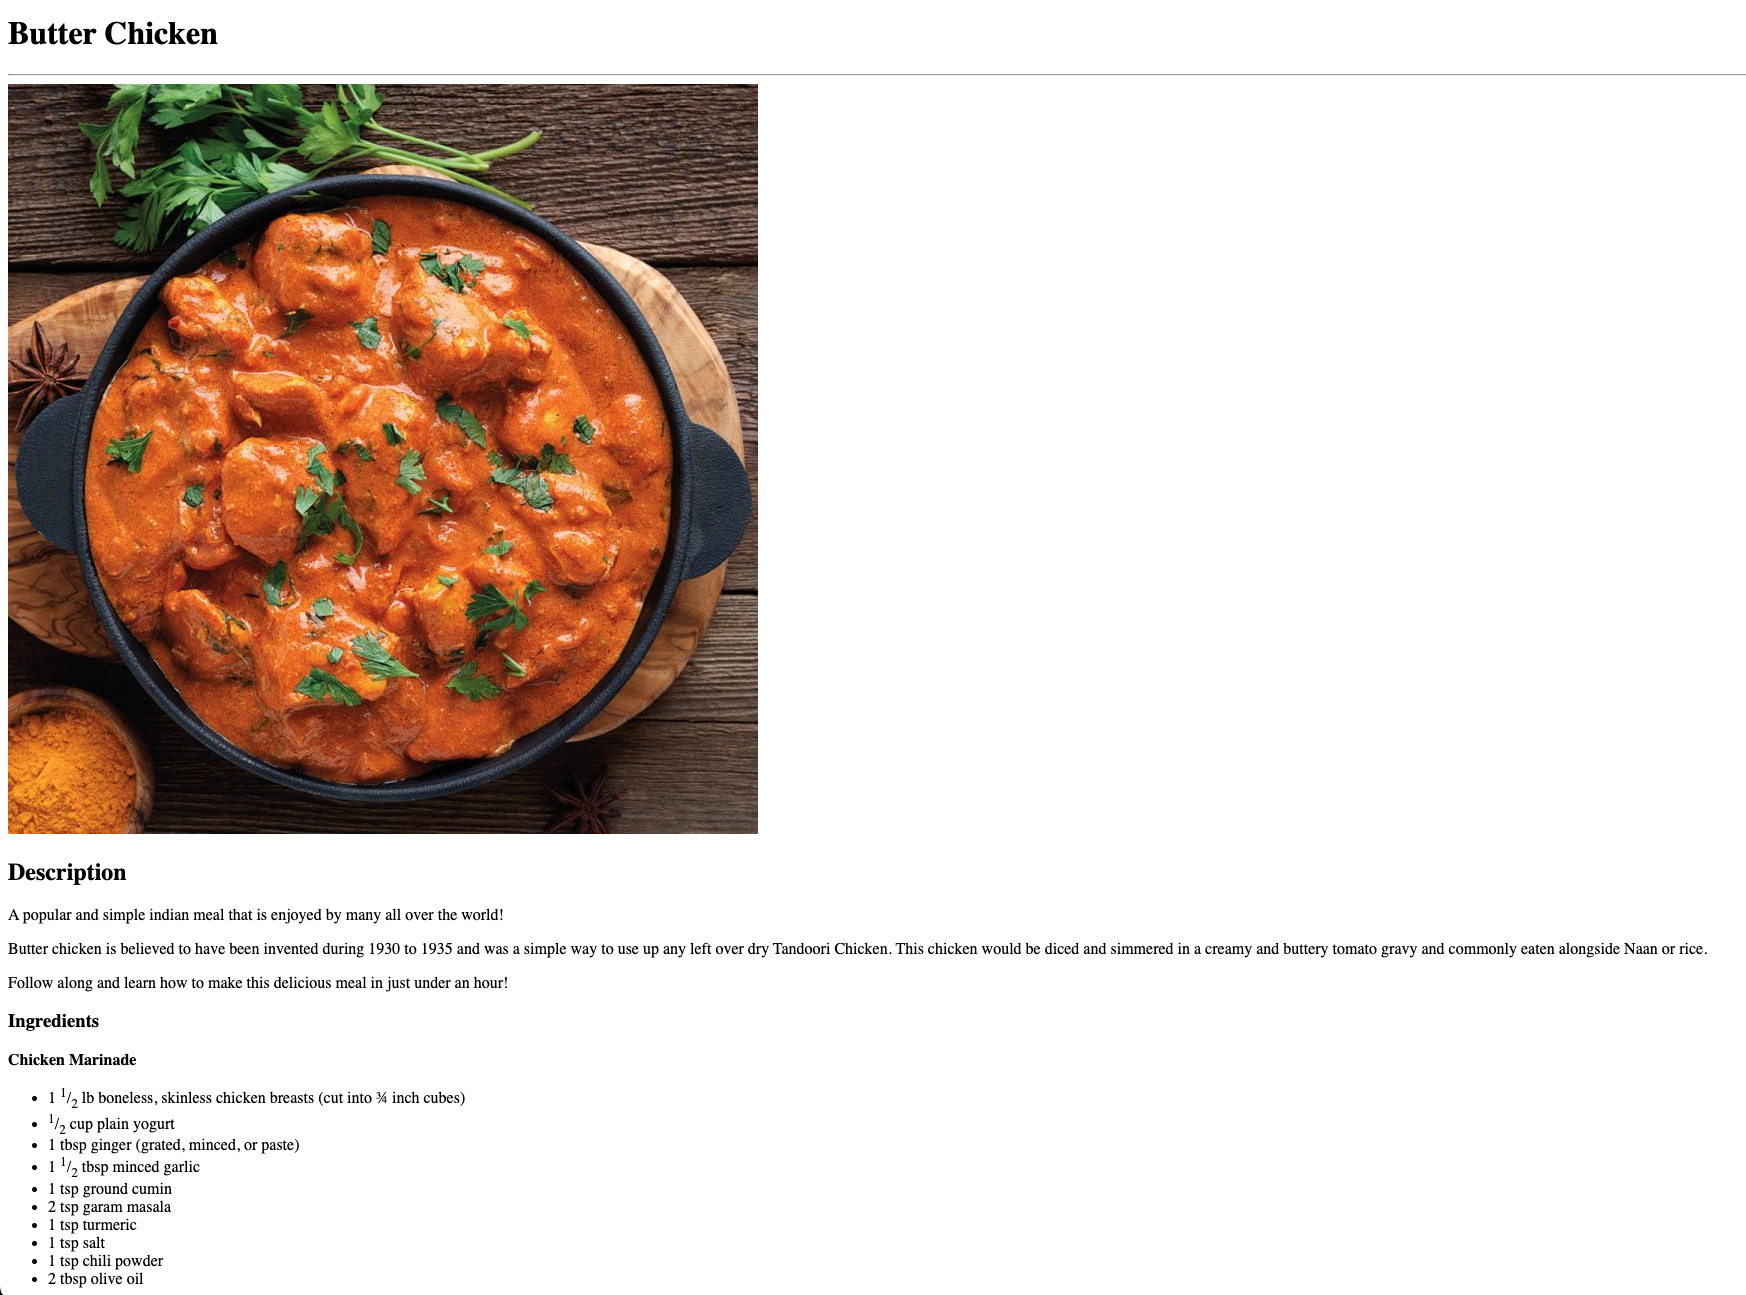 Butter Chicken
Description
A popular and simple indian meal that is enjoyed by many all over the world!
Butter chicken is believed to have been invented during 1930 to 1935 and was a simple way to use up any left over dry Tandoori Chicken. This chicken would be diced and simmered in a creamy and buttery tomato gravy and commonly eaten alongside Naan or rice.
Follow along and learn how to make this delicious meal in just under an hour!
Ingredients
Chicken Marinade
• 1 1/2 lb boneless, skinless chicken breasts (cut into ¾ inch cubes)
• 1/2 cup plain yogurt
• 1 tbsp ginger (grated, minced, or paste)
• 1 1/2 tbsp minced garlic
• 1 tsp ground cumin
• 2 tsp garam masala
• 1 tsp turmeric
• 1 tsp salt
• 1 tsp chili powder
• 2 tbsp olive oil